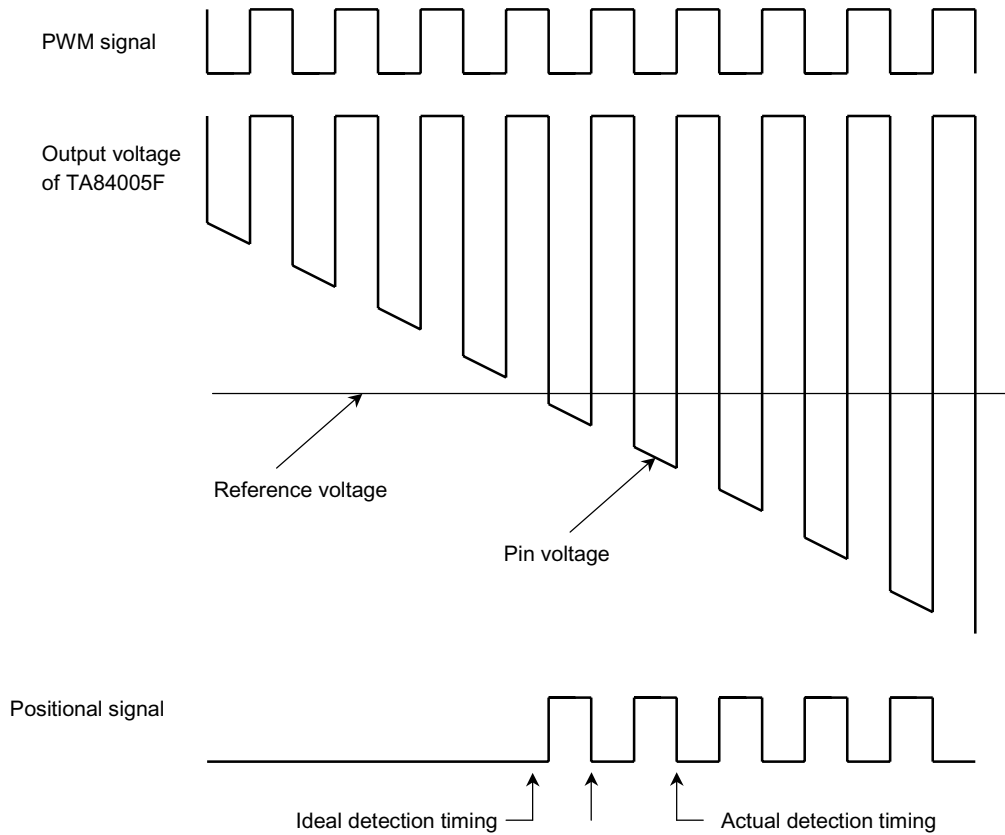 PWM signal
Output voltage
of TA84005F
Reference voltage
Pin voltage
Positional signal
Ideal detection timing
Actual detection timing